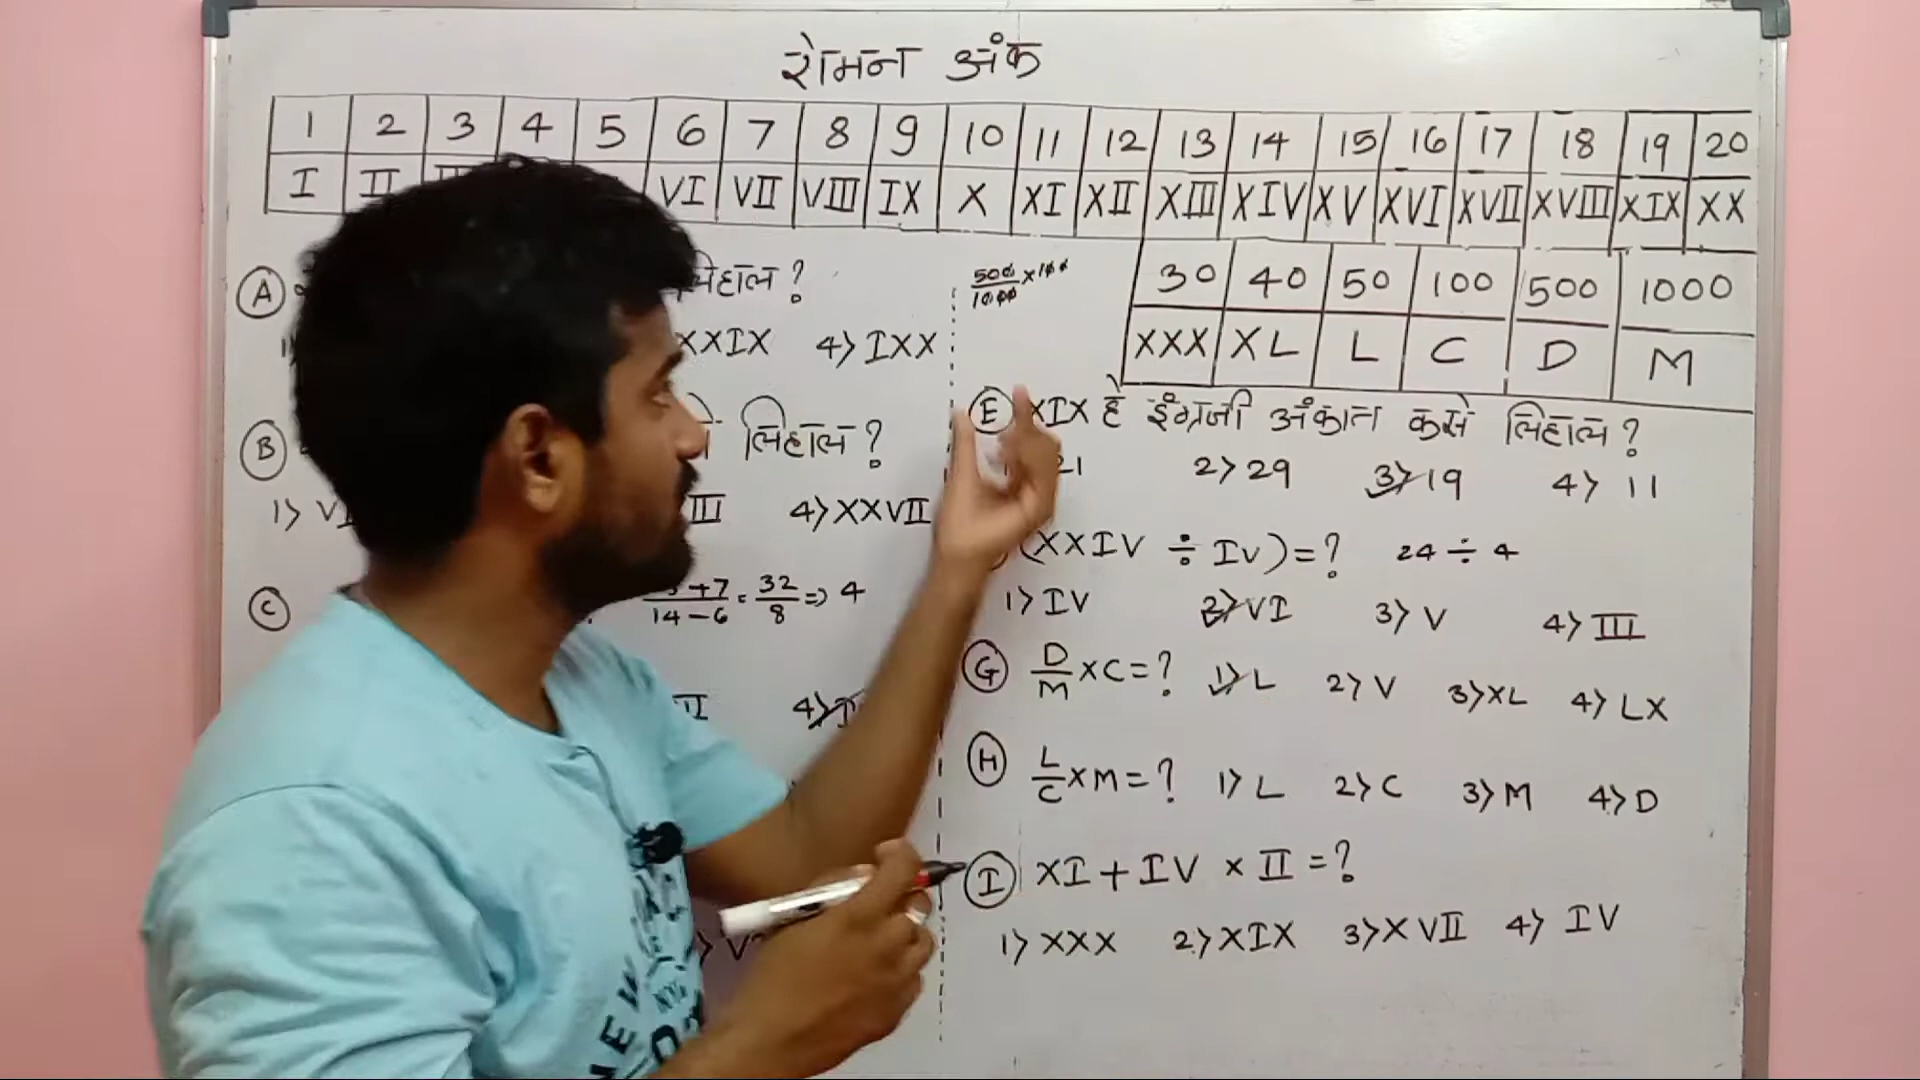 रोमन अंक
1 2 3 4 5 6 7 8 9 10 11 12 13 14 15 16 17 18 19 20
I II VI VII VIII IX X XI XII XIII XIV XV XVI XVII XVIII XIX XX
30 40 50 100 500 1000
XXX XL L C D M
A लिहाल ?
XXIX 4) IXX
B लिहाल ?
1) 4) XXVII
C 14 - 6 = 32/8 => 4
500/1000 × 100
E XIX हे इंग्रजी अंकात कसे लिहाल ?
21 2) 29 3) 19 4) 11
(XXIV ÷ IV) = ? 24 ÷ 4
1) IV 2) VI 3) V 4) III
G D/M × C = ? 1) L 2) V 3) XL 4) LX
H L/C × M = ? 1) L 2) C 3) M 4) D
I XI + IV × II = ?
1) XXX 2) XIX 3) XVII 4) IV
NEW